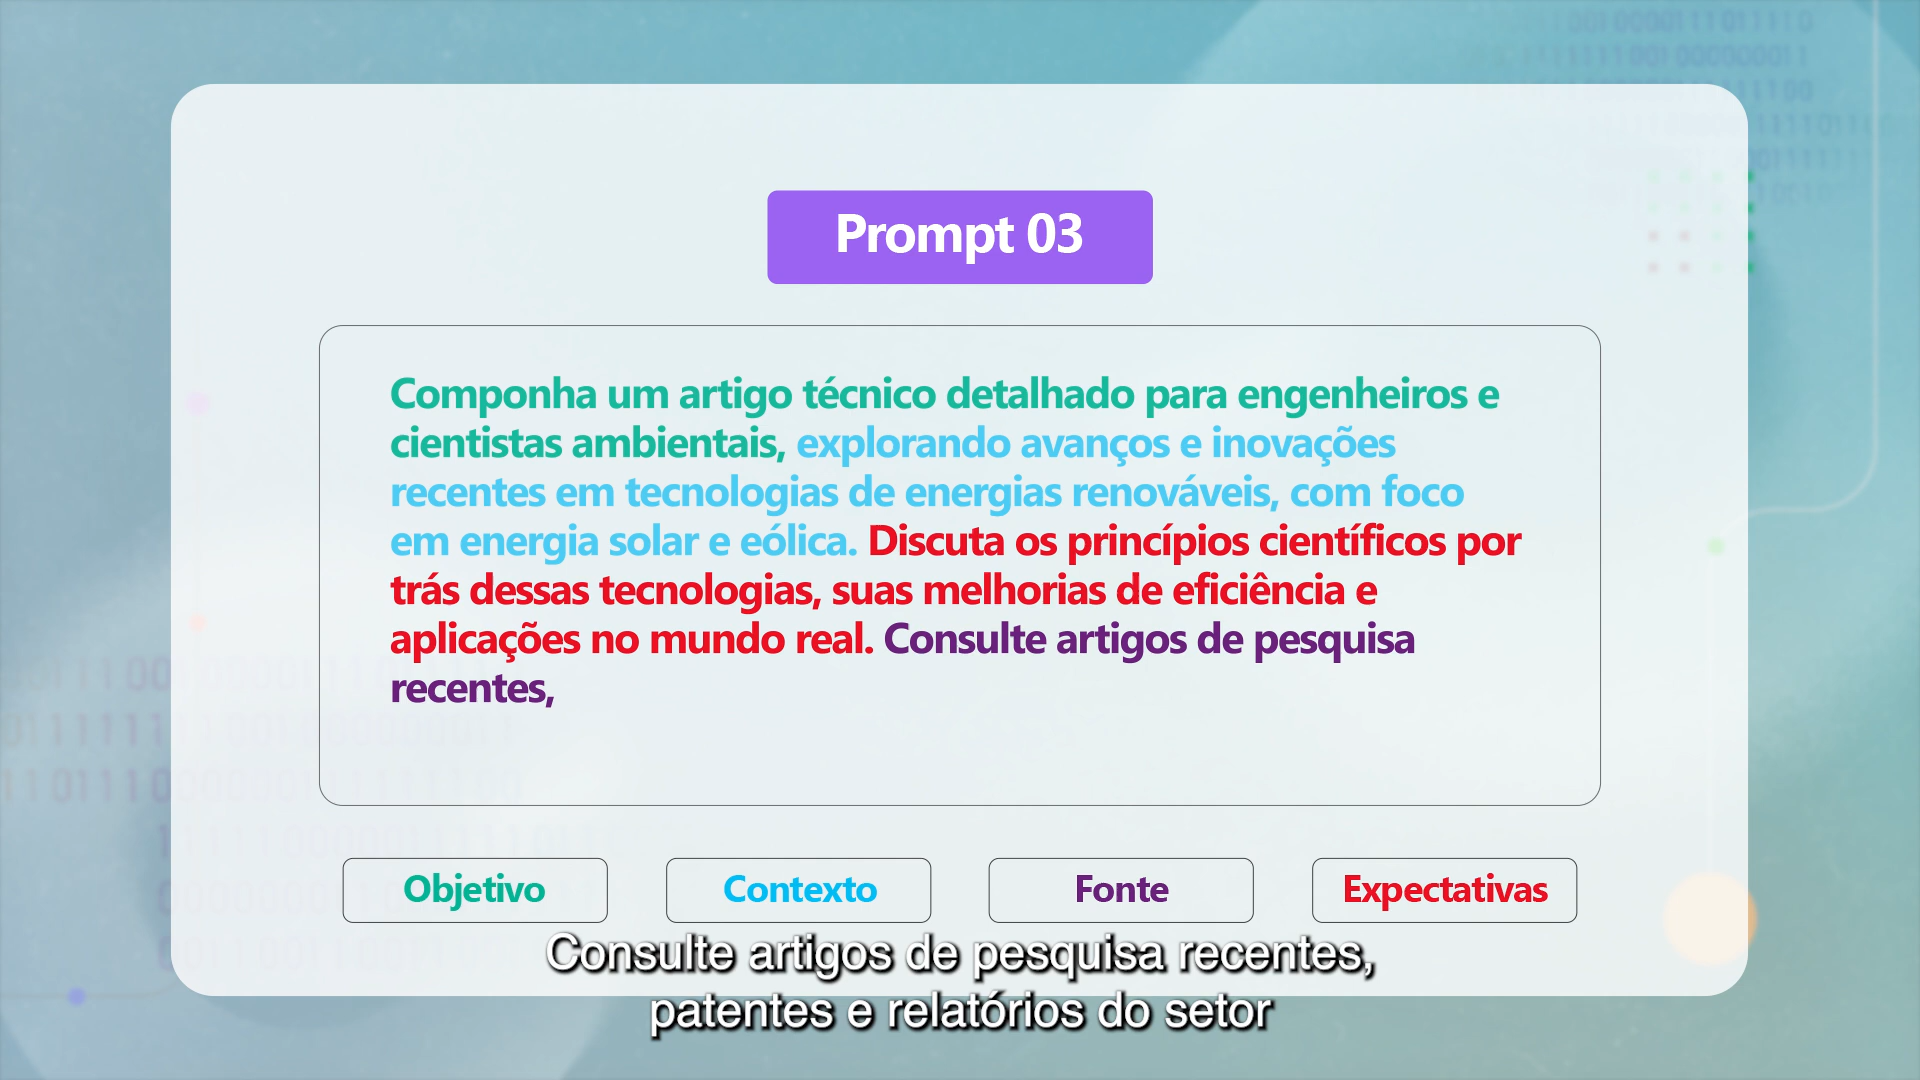 Prompt 03
Componha um artigo técnico detalhado para engenheiros e
cientistas ambientais, explorando avanços e inovações
recentes em tecnologias de energias renováveis, com foco
em energia solar e eólica. Discuta os princípios científicos por
trás dessas tecnologias, suas melhorias de eficiência e
aplicações no mundo real. Consulte artigos de pesquisa
recentes,
Objetivo
Contexto
Fonte
Expectativas
Consulte artigos de pesquisa recentes,
patentes e relatórios do setor